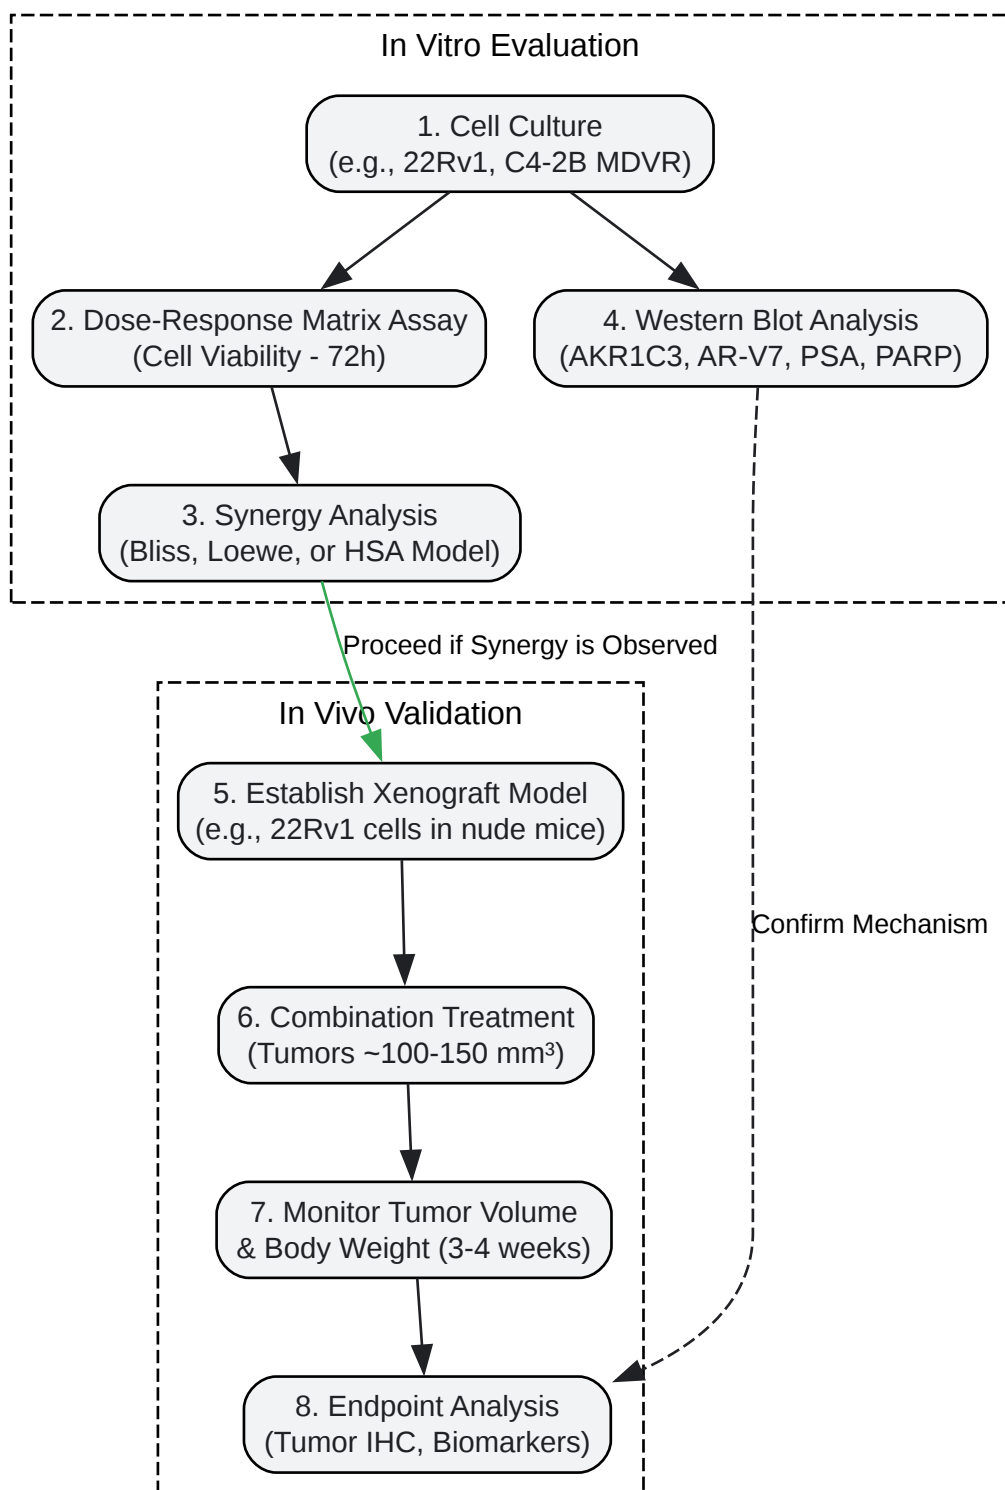 In Vitro Evaluation
1. Cell Culture
(e.g., 22Rv1, C4-2B MDVR)
2. Dose-Response Matrix Assay
(Cell Viability - 72h)
4. Western Blot Analysis
(AKR1C3, AR-V7, PSA, PARP)
3. Synergy Analysis
(Bliss, Loewe, or HSA Model)
Proceed if Synergy is Observed
In Vivo Validation
5. Establish Xenograft Model
(e.g., 22Rv1 cells in nude mice)
Confirm Mechanism
6. Combination Treatment
(Tumors ~100-150 mm³)
7. Monitor Tumor Volume
& Body Weight (3-4 weeks)
8. Endpoint Analysis
(Tumor IHC, Biomarkers)